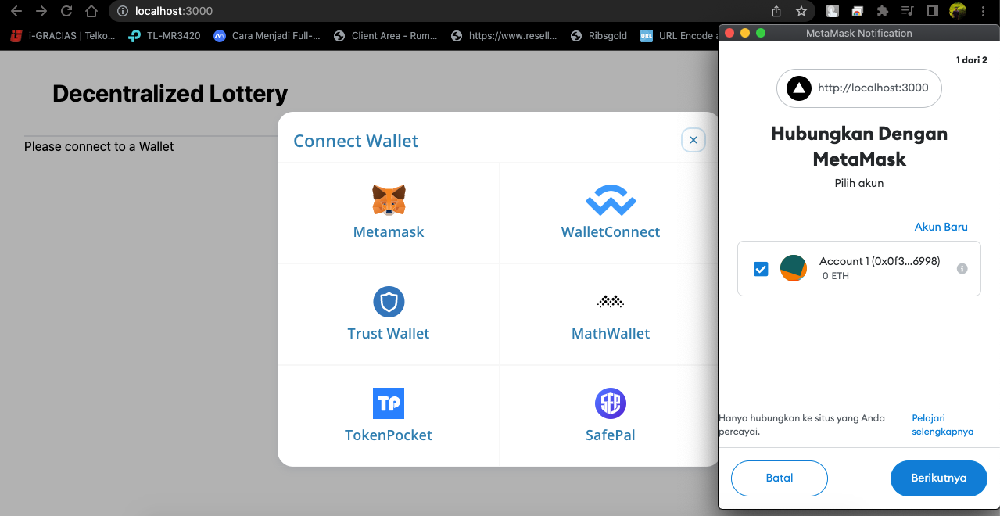 localhost:3000
i-GRACIAS | Telko...
TL-MR3420
Cara Menjadi Full-...
Client Area - Rum...
https://www.resell...
Ribsgold
URL
URL Encode a
MetaMask Notification
Decentralized Lottery
Please connect to a Wallet
Connect Wallet
Metamask
WalletConnect
Trust Wallet
MathWallet
TP
TokenPocket
SFP
SafePal
1 dari 2
http://localhost:3000
Hubungkan Dengan
MetaMask
Pilih akun
Akun Baru
Account 1 (0x0f3...6998)
0 ETH
Hanya hubungkan ke situs yang Anda
percayai.
Pelajari
selengkapnya
Batal
Berikutnya